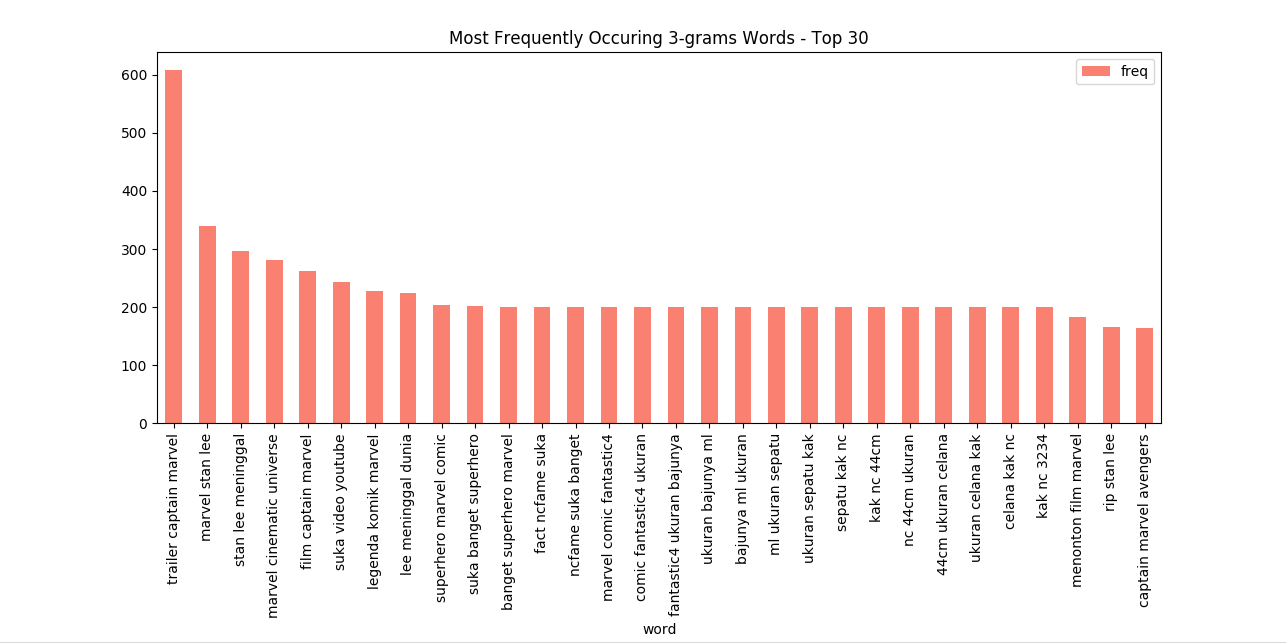 Most Frequently Occuring 3-grams Words - Top 30
freq
600
500
400
300
200
100
0
trailer captain marvel
marvel stan lee
stan lee meninggal
marvel cinematic universe
film captain marvel
suka video youtube
legenda komik marvel
lee meninggal dunia
superhero marvel comic
suka banget superhero
banget superhero marvel
fact ncfame suka
ncfame suka banget
marvel comic fantastic4
comic fantastic4 ukuran
fantastic4 ukuran bajunya
ukuran bajunya ml
bajunya ml ukuran
ml ukuran sepatu
ukuran sepatu kak
sepatu kak nc
kak nc 44cm
nc 44cm ukuran
44cm ukuran celana
ukuran celana kak
celana kak nc
kak nc 3234
menonton film marvel
rip stan lee
captain marvel avengers
word